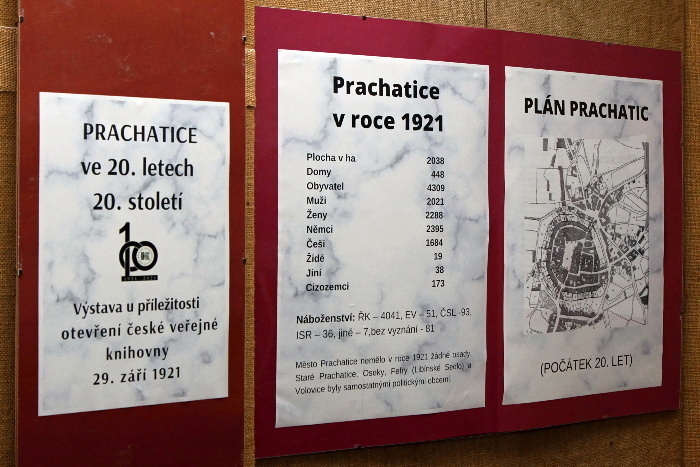 PRACHATICE
ve 20. letech
20. století
100
Výstava u příležitosti
otevření české veřejné
knihovny
29. září 1921
Prachatice
v roce 1921
Plocha v ha 2038
Domy 448
Obyvatel 4309
Muži 2021
Ženy 2288
Němci 2395
Češi 1684
Židé 19
Jiní 38
Cizozemci 173
Náboženství: ŘK – 4041, EV – 51, ČSL -93,
ISR – 36, jiné – 7,bez vyznání - 81
Město Prachatice nemělo v roce 1921 žádné osady
Staré Prachatice, Oseky, Fefry (Libínské Sedlo) a
Volovice byly samostatnými politickými obcemi.
PLÁN PRACHATIC
(POČÁTEK 20. LET)